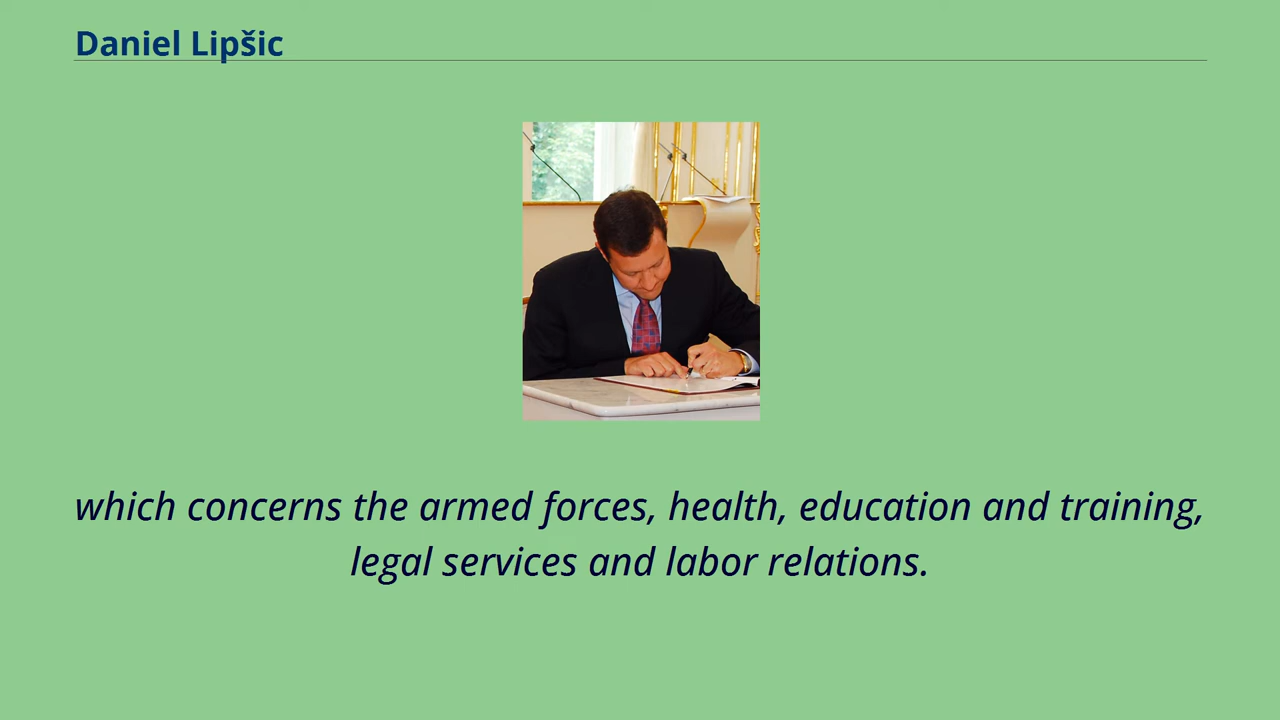 Daniel Lipšic
which concerns the armed forces, health, education and training,
legal services and labor relations.